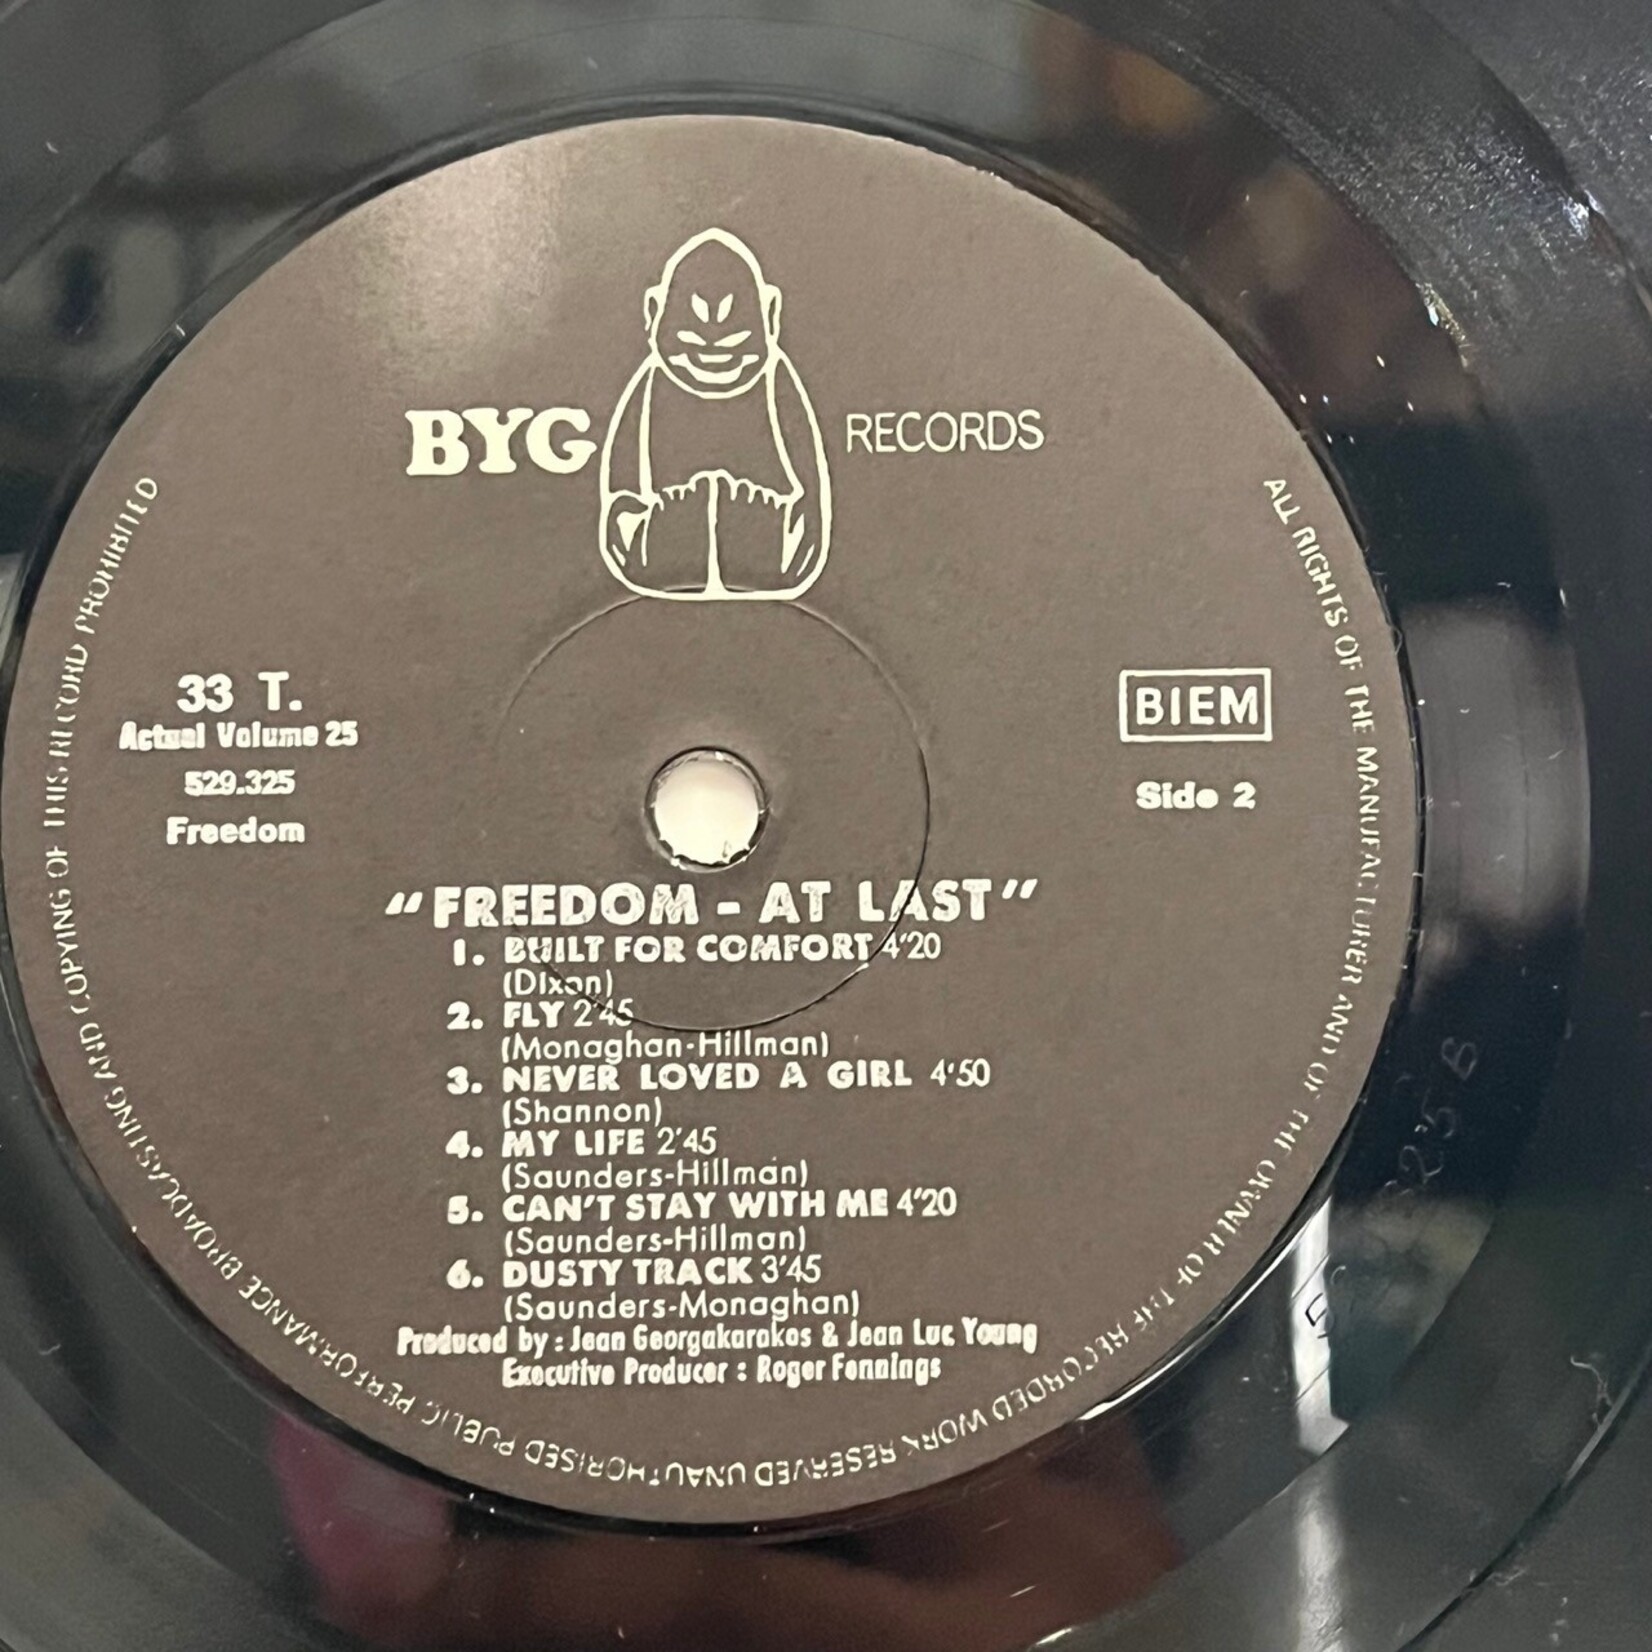 BYG RECORDS
33 T.
Actual Volume 25
529.325
Freedom
BIEM
Side 2
"FREEDOM - AT LAST"
1. BUILT FOR COMFORT 4'20
(Dixon)
2. FLY 2'45
(Monaghan-Hillman)
3. NEVER LOVED A GIRL 4'50
(Shannon)
4. MY LIFE 2'45
(Saunders-Hillman)
5. CAN'T STAY WITH ME 4'20
(Saunders-Hillman)
6. DUSTY TRACK 3'45
(Saunders-Monaghan)
Produced by : Jean Georgakarakos & Jean Luc Young
Executive Producer : Roger Fennings
ALL RIGHTS OF THE MANUFACTURER AND OF THE OWNER OF THE RECORDED WORK RESERVED UNAUTHORISED PUBLIC PERFORMANCE BROADCASTING AND COPYING OF THIS RECORD PROHIBITED